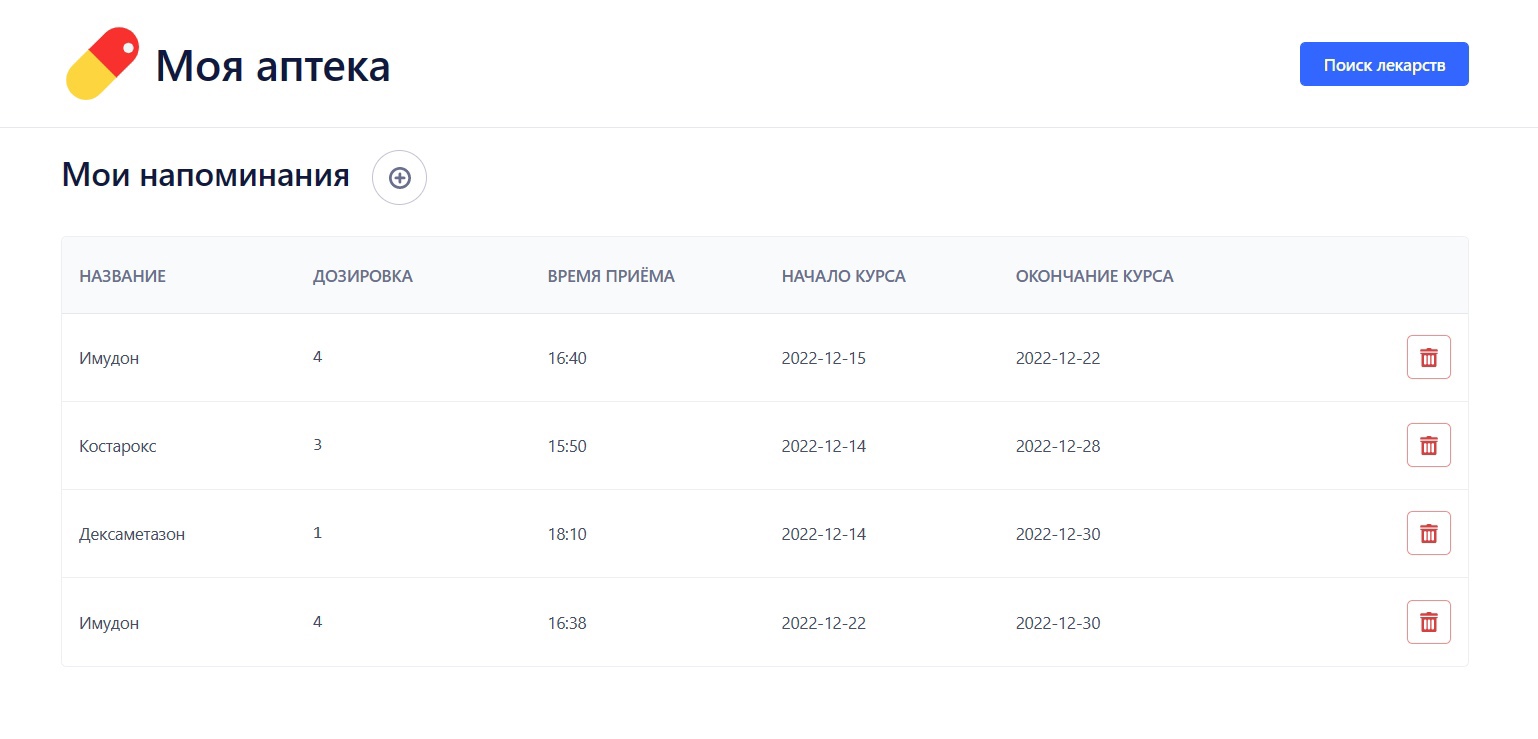 Моя аптека
Поиск лекарств
Мои напоминания
НАЗВАНИЕ ДОЗИРОВКА ВРЕМЯ ПРИЁМА НАЧАЛО КУРСА ОКОНЧАНИЕ КУРСА
Имудон 4 16:40 2022-12-15 2022-12-22
Костарокс 3 15:50 2022-12-14 2022-12-28
Дексаметазон 1 18:10 2022-12-14 2022-12-30
Имудон 4 16:38 2022-12-22 2022-12-30